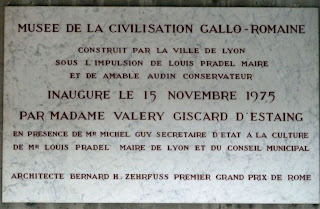 MUSEE DE LA CIVILISATION GALLO-ROMAINE
CONSTRUIT PAR LA VILLE DE LYON
SOUS L'IMPULSION DE LOUIS PRADEL MAIRE
ET DE AMABLE AUDIN CONSERVATEUR
INAUGURE LE 15 NOVEMBRE 1975
PAR MADAME VALERY GISCARD D'ESTAING
EN PRESENCE DE MR MICHEL GUY SECRETAIRE D'ETAT A LA CULTURE
DE MR LOUIS PRADEL MAIRE DE LYON ET DU CONSEIL MUNICIPAL
ARCHITECTE BERNARD H. ZEHRFUSS PREMIER GRAND PRIX DE ROME